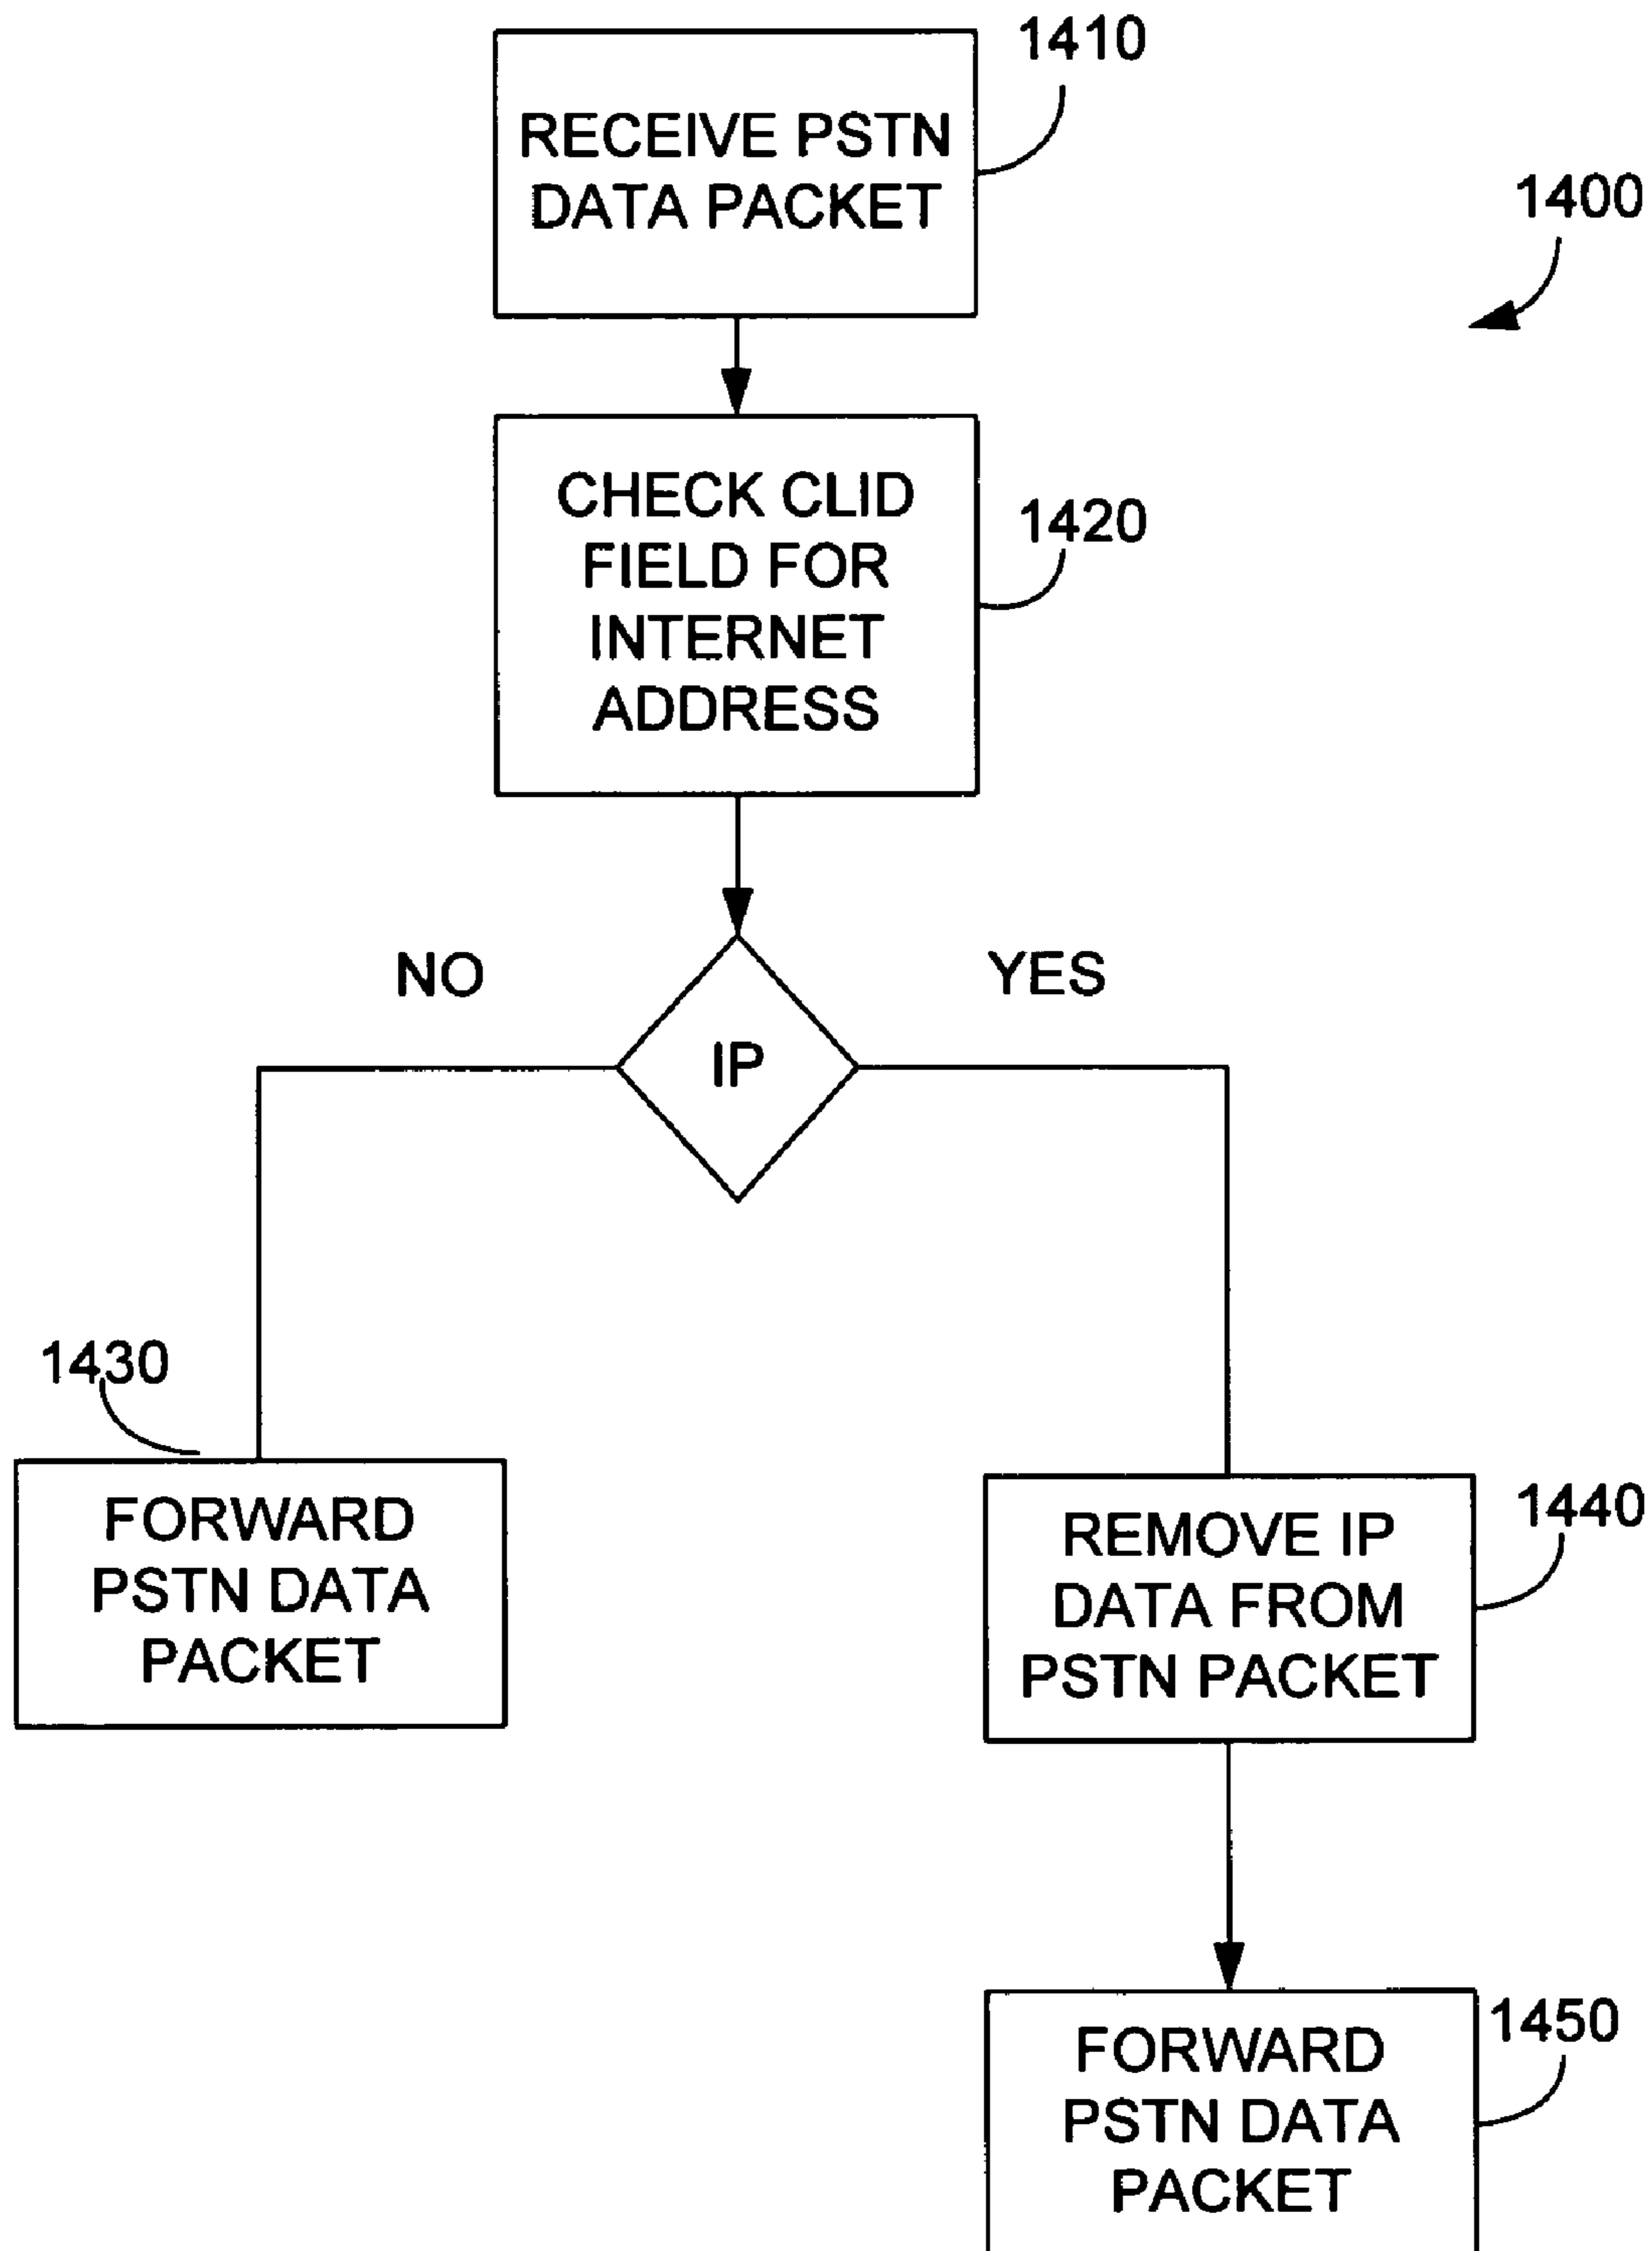 1410
RECEIVE PSTN
DATA PACKET
1400
CHECK CLID
FIELD FOR
INTERNET
ADDRESS
1420
NO
YES
IP
1430
FORWARD
PSTN DATA
PACKET
1440
REMOVE IP
DATA FROM
PSTN PACKET
1450
FORWARD
PSTN DATA
PACKET